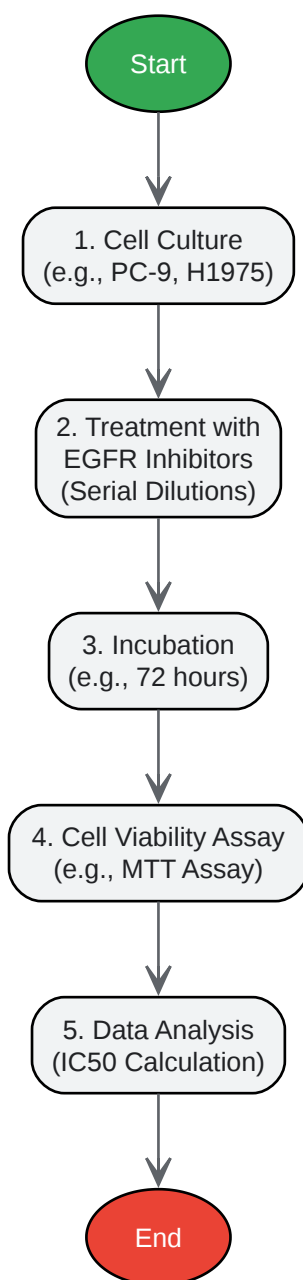 Start
1. Cell Culture
(e.g., PC-9, H1975)
2. Treatment with
EGFR Inhibitors
(Serial Dilutions)
3. Incubation
(e.g., 72 hours)
4. Cell Viability Assay
(e.g., MTT Assay)
5. Data Analysis
(IC50 Calculation)
End